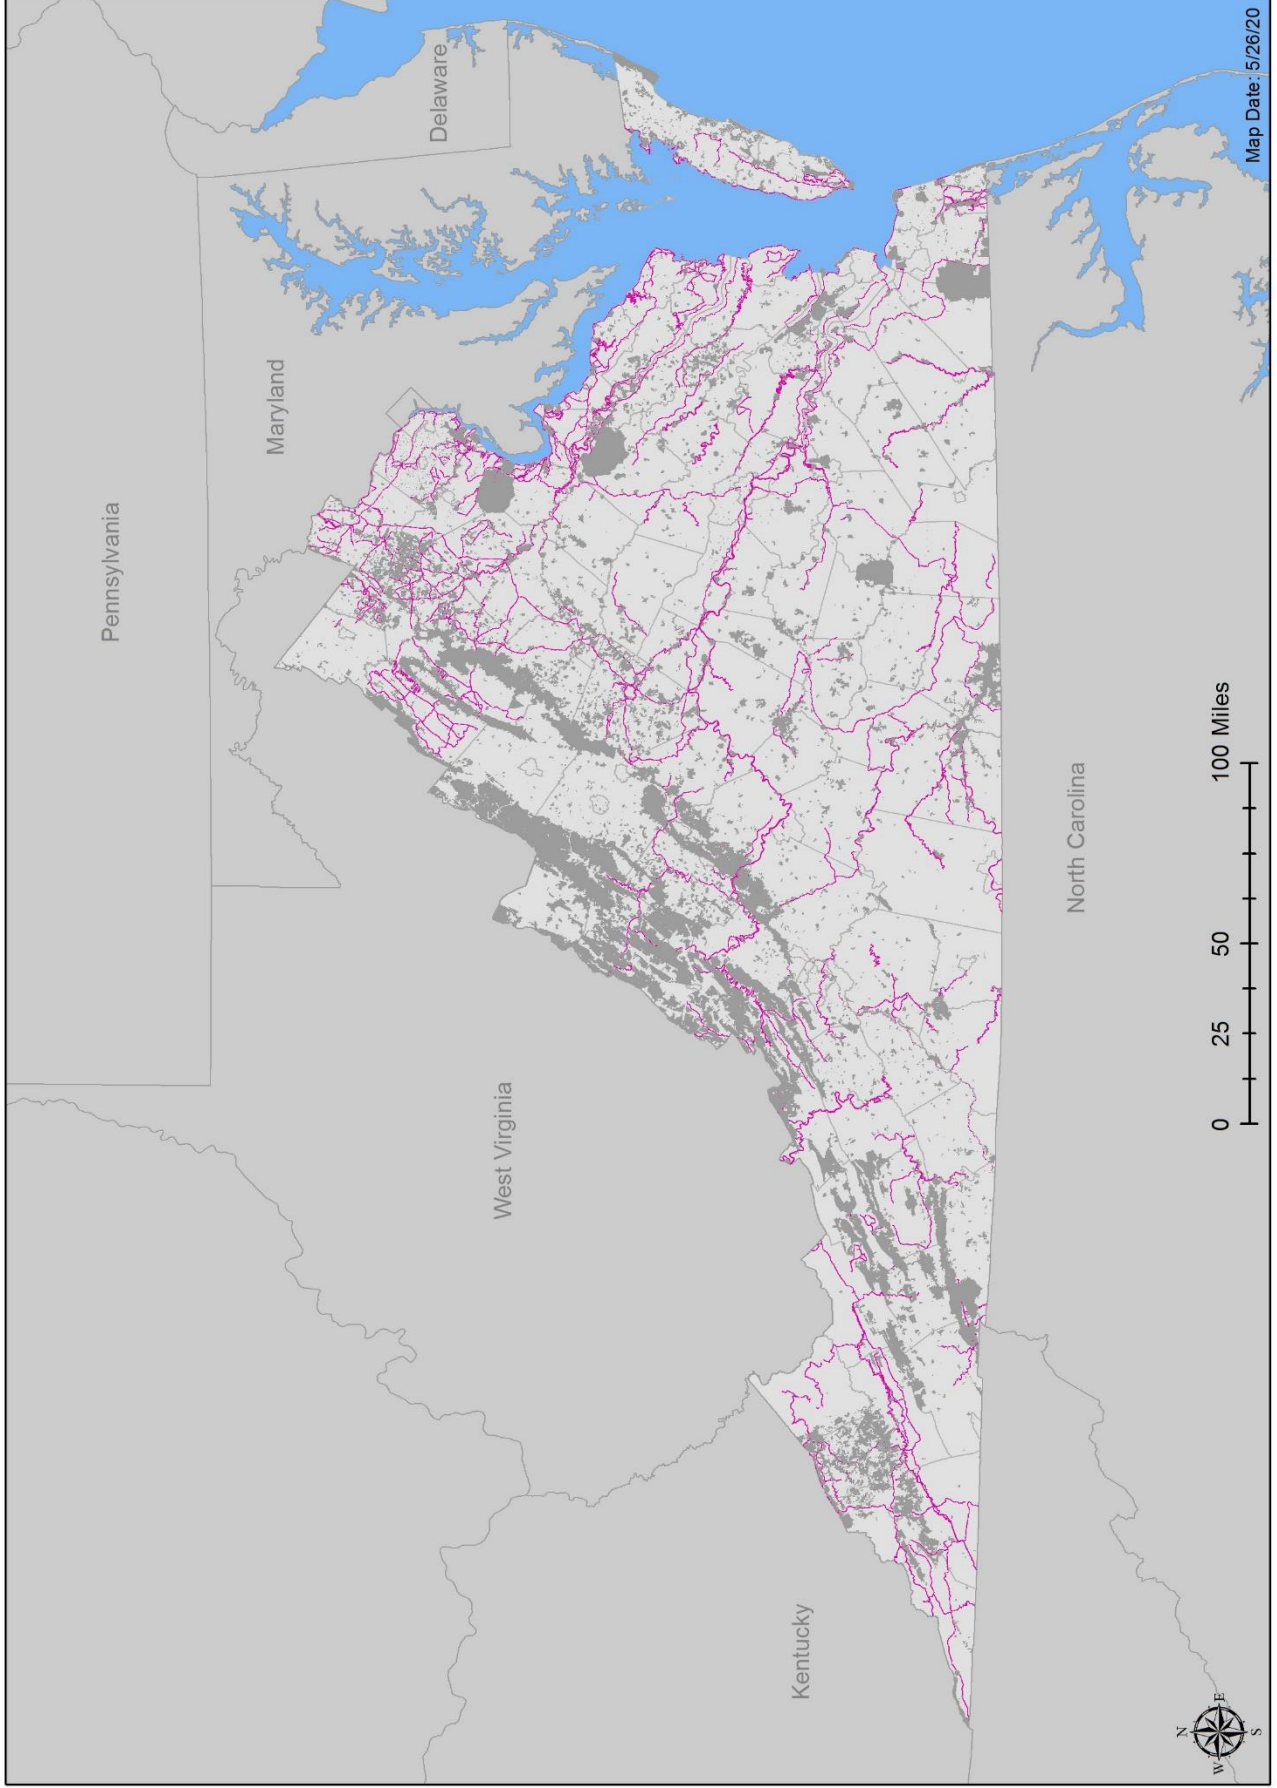 Pennsylvania
Maryland
Delaware
West Virginia
Kentucky
North Carolina
0 25 50 100 Miles
N
W E
S
Map Date: 5/26/20